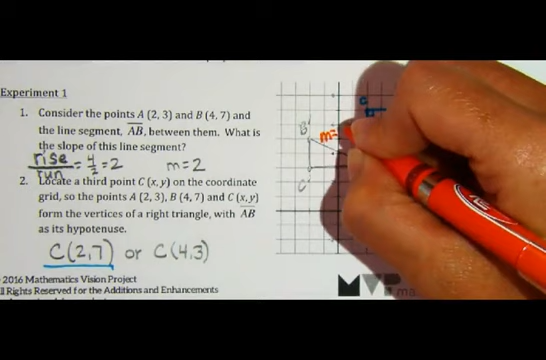 Experiment 1
1. Consider the points A (2, 3) and B (4, 7) and
the line segment, AB, between them. What is
the slope of this line segment?
rise/run = 4/2 = 2 m = 2
2. Locate a third point C (x, y) on the coordinate
grid, so the points A (2, 3), B (4, 7) and C (x, y)
form the vertices of a right triangle, with AB
as its hypotenuse.
C(2,7) or C(4,3)
2016 Mathematics Vision Project
ll Rights Reserved for the Additions and Enhancements
B'
m=
C'
C
MVP